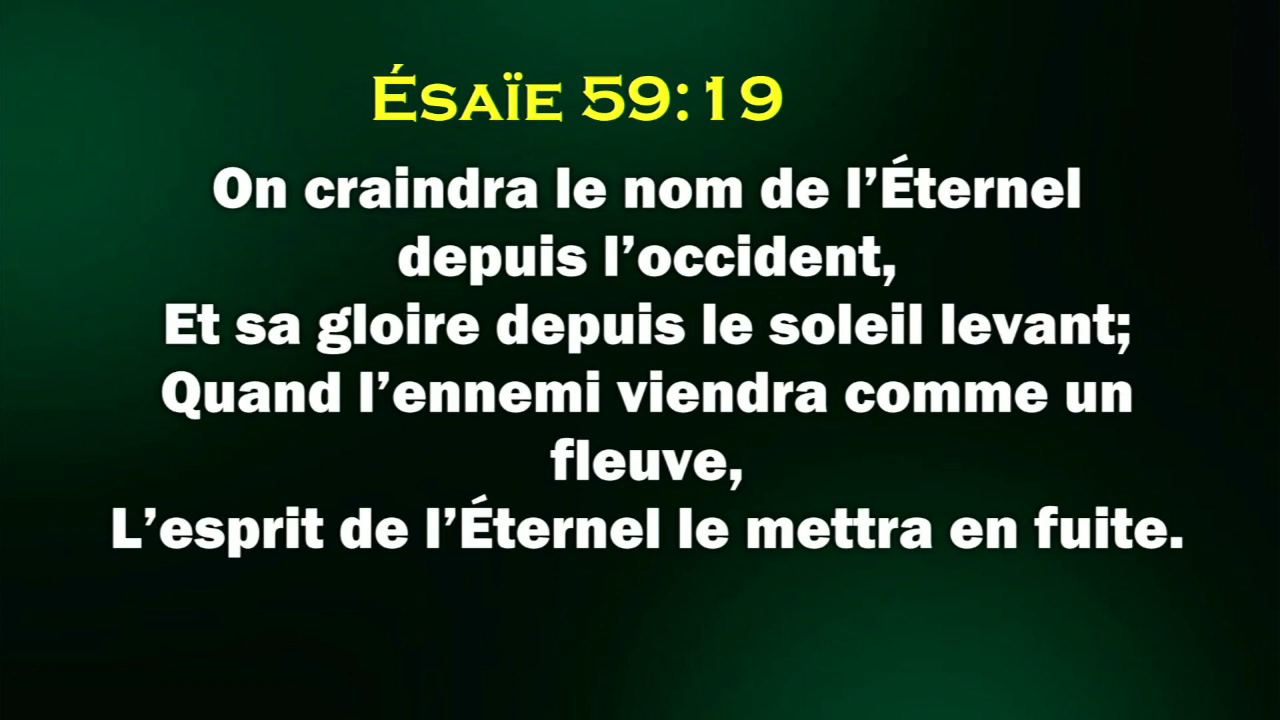 Ésaïe 59:19
On craindra le nom de l’Éternel
depuis l’occident,
Et sa gloire depuis le soleil levant;
Quand l’ennemi viendra comme un
fleuve,
L’esprit de l’Éternel le mettra en fuite.